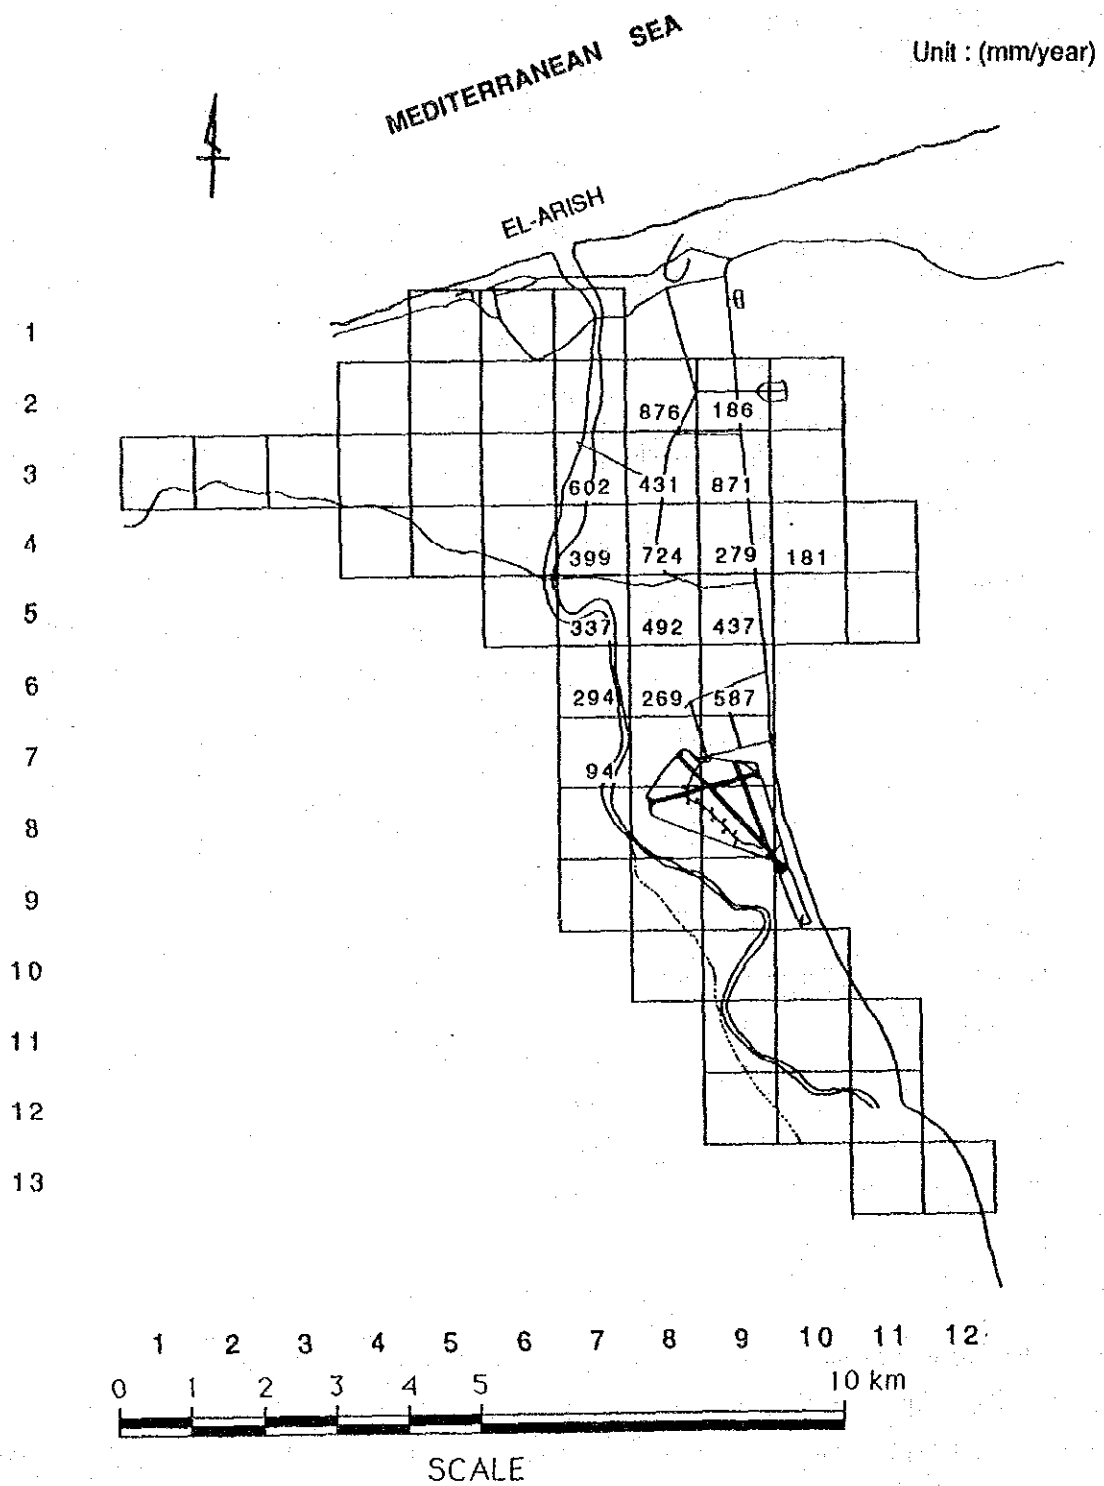 MEDITERRANEAN SEA
Unit : (mm/year)
EL-ARISH
1
2
876 186
3
602 431 871
4
399 724 279 181
5
337 492 437
6
294 269 587
7
94
8
9
10
11
12
13
1 2 3 4 5 6 7 8 9 10 11 12
0 1 2 3 4 5 10 km
SCALE